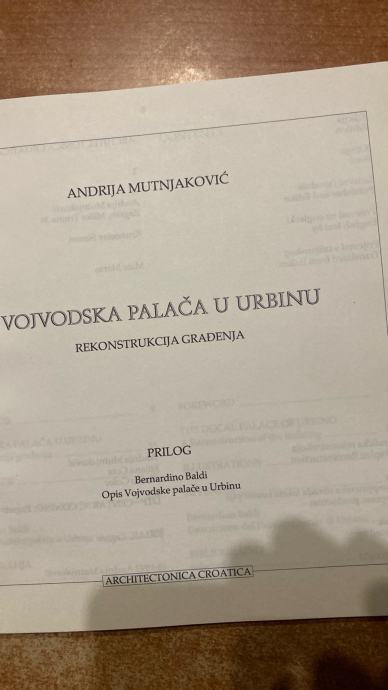 ANDRIJA MUTNJAKOVIĆ
VOJVODSKA PALAČA U URBINU
REKONSTRUKCIJA GRAĐENJA
PRILOG
Bernardino Baldi
Opis Vojvodske palače u Urbinu
ARCHITECTONICA CROATICA